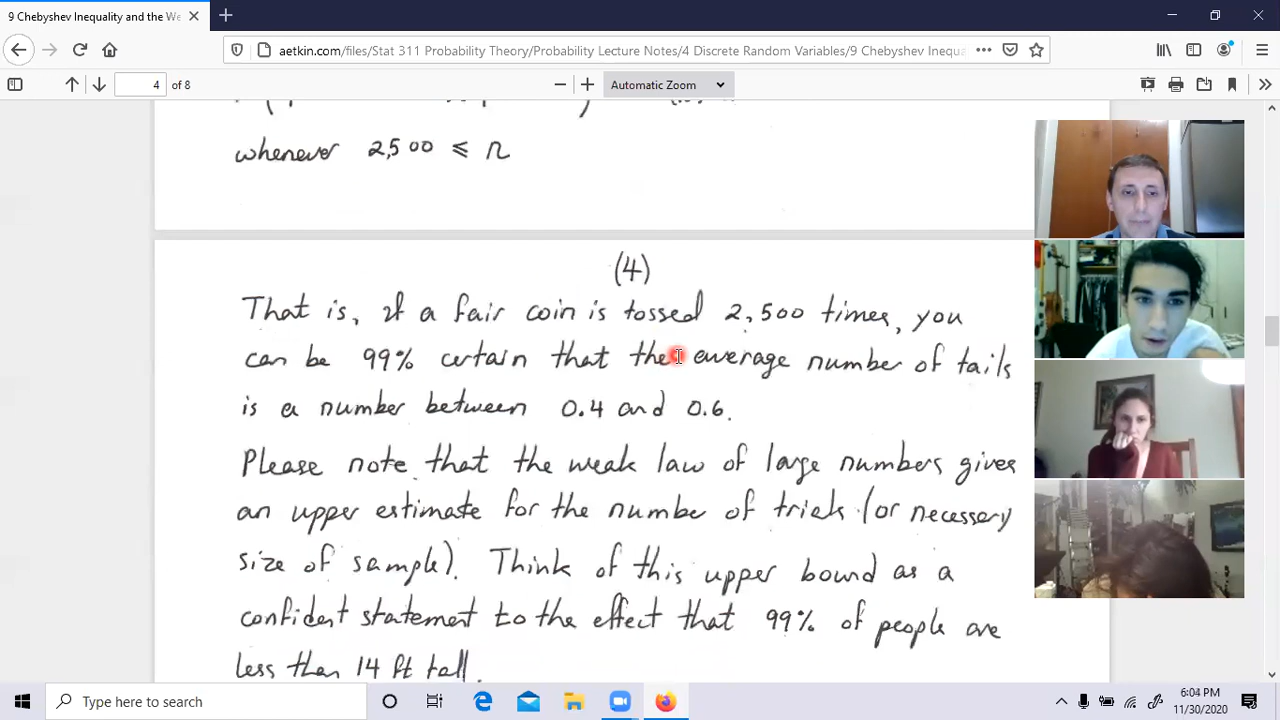 9 Chebyshev Inequality and the We
aetkin.com/files/Stat 311 Probability Theory/Probability Lecture Notes/4 Discrete Random Variables/9 Chebyshev Inequa
4 of 8
Automatic Zoom
whenever 2,500 ⩽ n
(4)
That is, if a fair coin is tossed 2,500 times, you
can be 99% certain that the average number of tails
is a number between 0.4 and 0.6.
Please note that the weak law of large numbers gives
an upper estimate for the number of trials (or necessary
size of sample). Think of this upper bound as a
confident statement to the effect that 99% of people are
less than 14 ft tall.
Type here to search
6:04 PM
11/30/2020